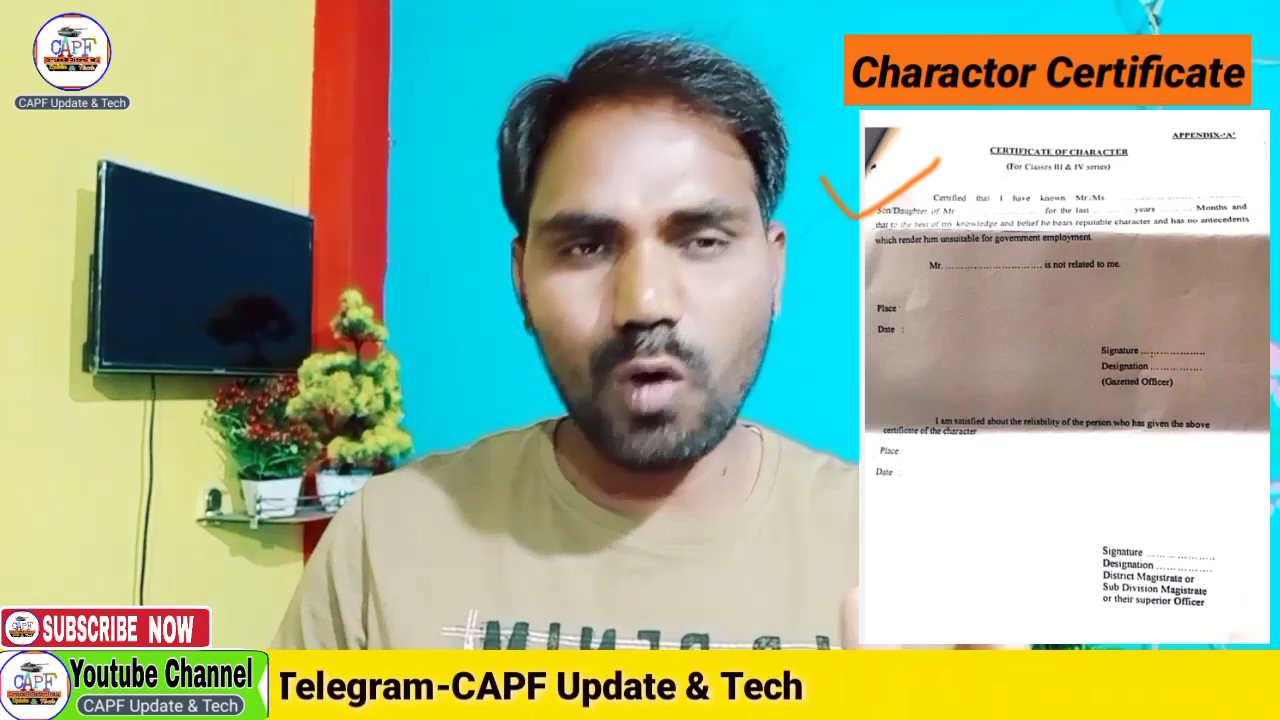 CAPF
CAPF Update & Tech
Charactor Certificate
APPENDIX-'A'
CERTIFICATE OF CHARACTER
(For Classes III & IV series)
Certified that I have known Mr./Ms. ........................
Son/Daughter of Mr ............ for the last ........ years ........ Months and
that to the best of my knowledge and belief he bears reputable character and has no antecedents
which render him unsuitable for government employment.
Mr. ............................. is not related to me.
Place :
Date :
Signature ....................
Designation ................
(Gazetted Officer)
I am satisfied about the reliability of the person who has given the above
certificate of the character
Place :
Date :
Signature ....................
Designation ................
District Magistrate or
Sub Division Magistrate
or their superior Officer
SUBSCRIBE NOW
CAPF
Youtube Channel
CAPF Update & Tech
Telegram-CAPF Update & Tech